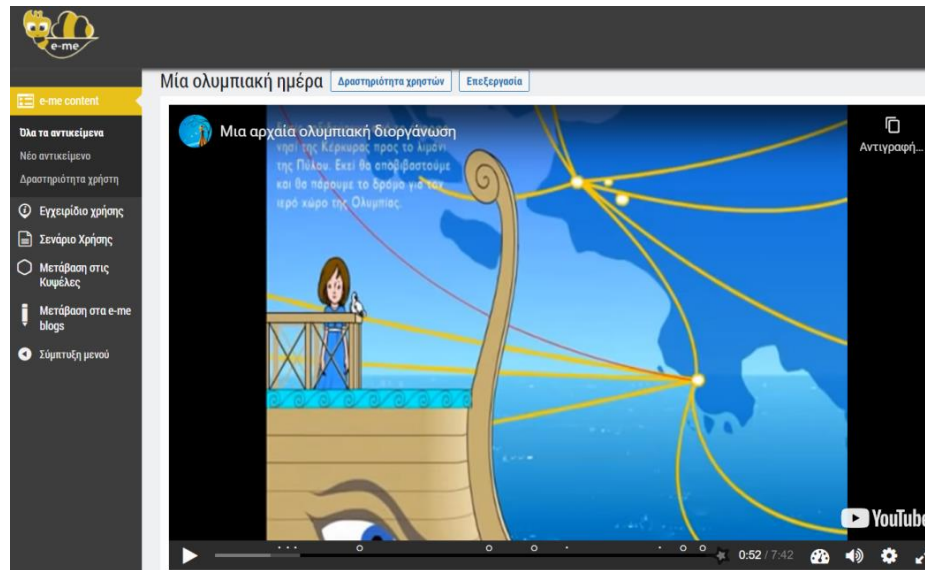 e-me
Μία ολυμπιακή ημέρα
Δραστηριότητα χρηστών
Επεξεργασία
e-me content
Όλα τα αντικείμενα
Νέο αντικείμενο
Δραστηριότητα χρήστη
Εγχειρίδιο χρήσης
Σενάριο Χρήσης
Μετάβαση στις
Κυψέλες
Μετάβαση στα e-me
blogs
Σύμπτυξη μενού
Μια αρχαία ολυμπιακή διοργάνωση
Αντιγραφή...
νησί της Κέρκυρας προς το λιμάνι
της Πύλου. Εκεί θα αποβιβαστούμε
και θα πάρουμε το δρόμο για τον
ιερό χώρο της Ολυμπίας.
YouTube
0:52 / 7:42